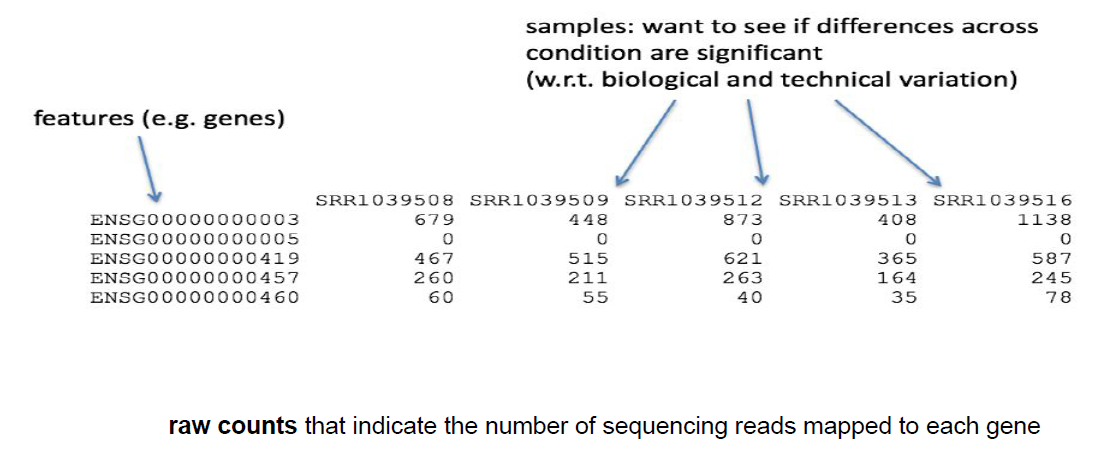 samples: want to see if differences across
condition are significant
(w.r.t. biological and technical variation)
features (e.g. genes)
SRR1039508 SRR1039509 SRR1039512 SRR1039513 SRR1039516
ENSG00000000003 679 448 873 408 1138
ENSG00000000005 0 0 0 0 0
ENSG00000000419 467 515 621 365 587
ENSG00000000457 260 211 263 164 245
ENSG00000000460 60 55 40 35 78
raw counts that indicate the number of sequencing reads mapped to each gene